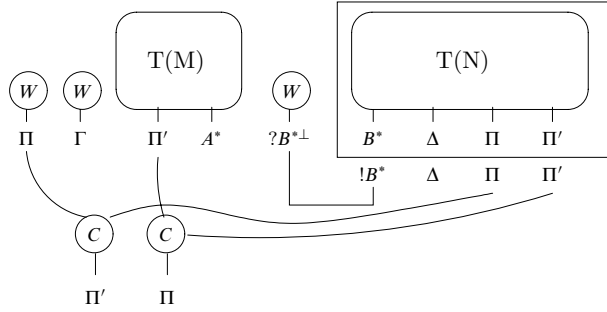 T(M) T(N)
W W W
Π Γ Π′ A* ?B*⊥ B* Δ Π Π′
!B* Δ Π Π′
C C
Π′ Π